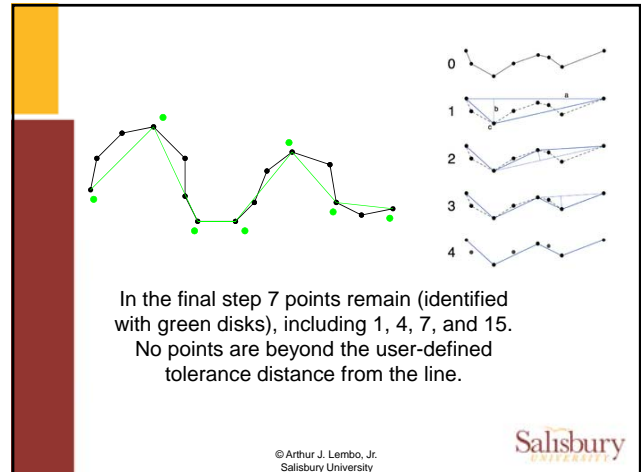 0
a
1
b
c
2
3
4
e
e
In the final step 7 points remain (identified
with green disks), including 1, 4, 7, and 15.
No points are beyond the user-defined
tolerance distance from the line.
© Arthur J. Lembo, Jr.
Salisbury University
Salisbury
UNIVERSITY